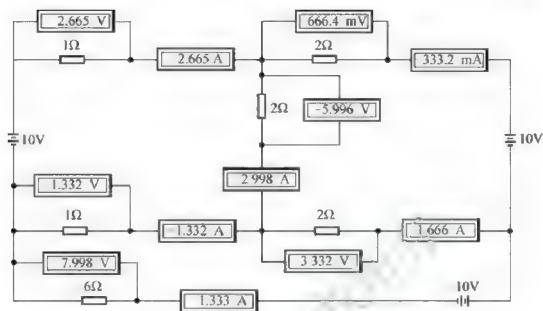 2.665 V
666.4 mV
1Ω
2Ω
2.665 A
333.2 mA
2Ω
-5.996 V
10V
10V
1.332 V
2.998 A
1Ω
2Ω
-1.332 A
1.666 A
7.998 V
3.332 V
10V
6Ω
1.333 A